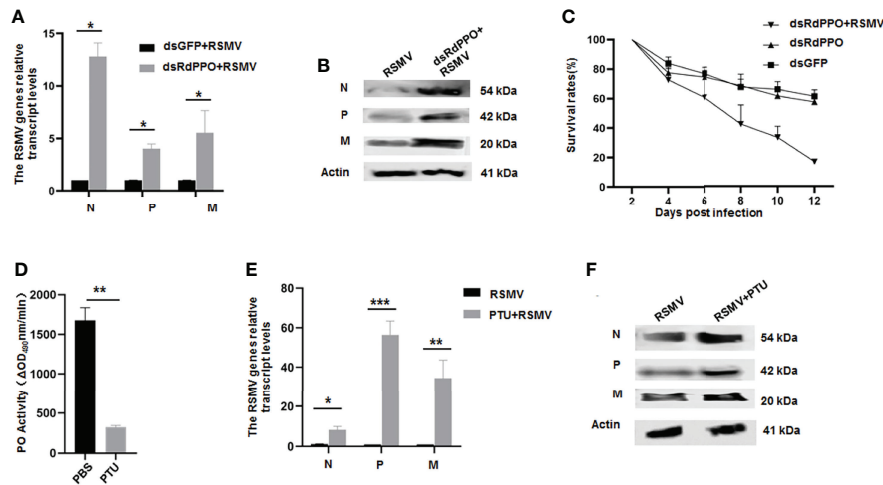 A
The RSMV genes relative
transcript levels
15
10
5
0
*
*
*
N
P
M
dsGFP+RSMV
dsRdPPO+RSMV
B
RSMV
dsRdPPO+
RSMV
N
54 kDa
P
42 kDa
M
20 kDa
Actin
41 kDa
C
Survival rates(%)
100
80
60
40
20
0
2
4
6
8
10
12
Days post infection
dsRdPPO+RSMV
dsRdPPO
dsGFP
D
PO Activity (ΔOD490nm/min)
2000
1500
1000
500
0
**
PBS
PTU
E
The RSMV genes relative
transcript levels
80
60
40
20
0
*
***
**
N
P
M
RSMV
PTU+RSMV
F
RSMV
RSMV+PTU
N
54 kDa
P
42 kDa
M
20 kDa
Actin
41 kDa